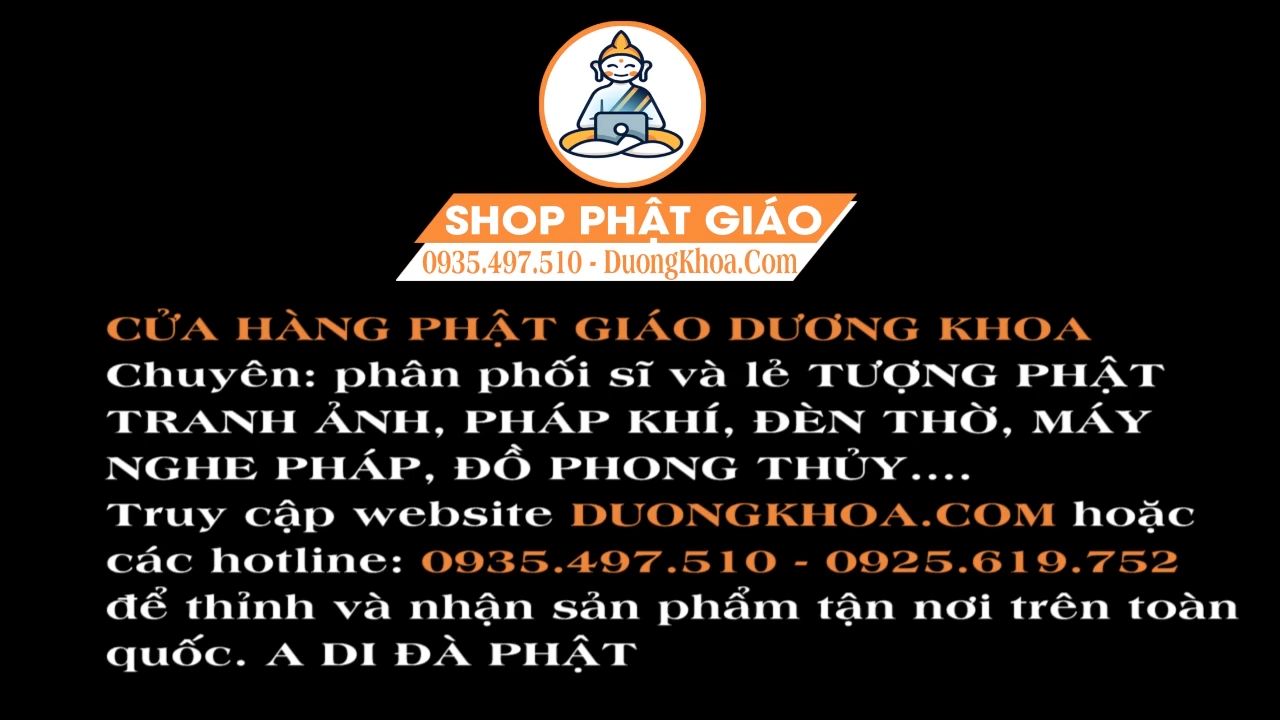 SHOP PHẬT GIÁO
0935.497.510 - DuongKhoa.Com
CỬA HÀNG PHẬT GIÁO DƯƠNG KHOA
Chuyên: phân phối sĩ và lẻ TƯỢNG PHẬT
TRANH ẢNH, PHÁP KHÍ, ĐÈN THỜ, MÁY
NGHE PHÁP, ĐỒ PHONG THỦY....
Truy cập website DUONGKHOA.COM hoặc
các hotline: 0935.497.510 - 0925.619.752
để thỉnh và nhận sản phẩm tận nơi trên toàn
quốc. A DI ĐÀ PHẬT